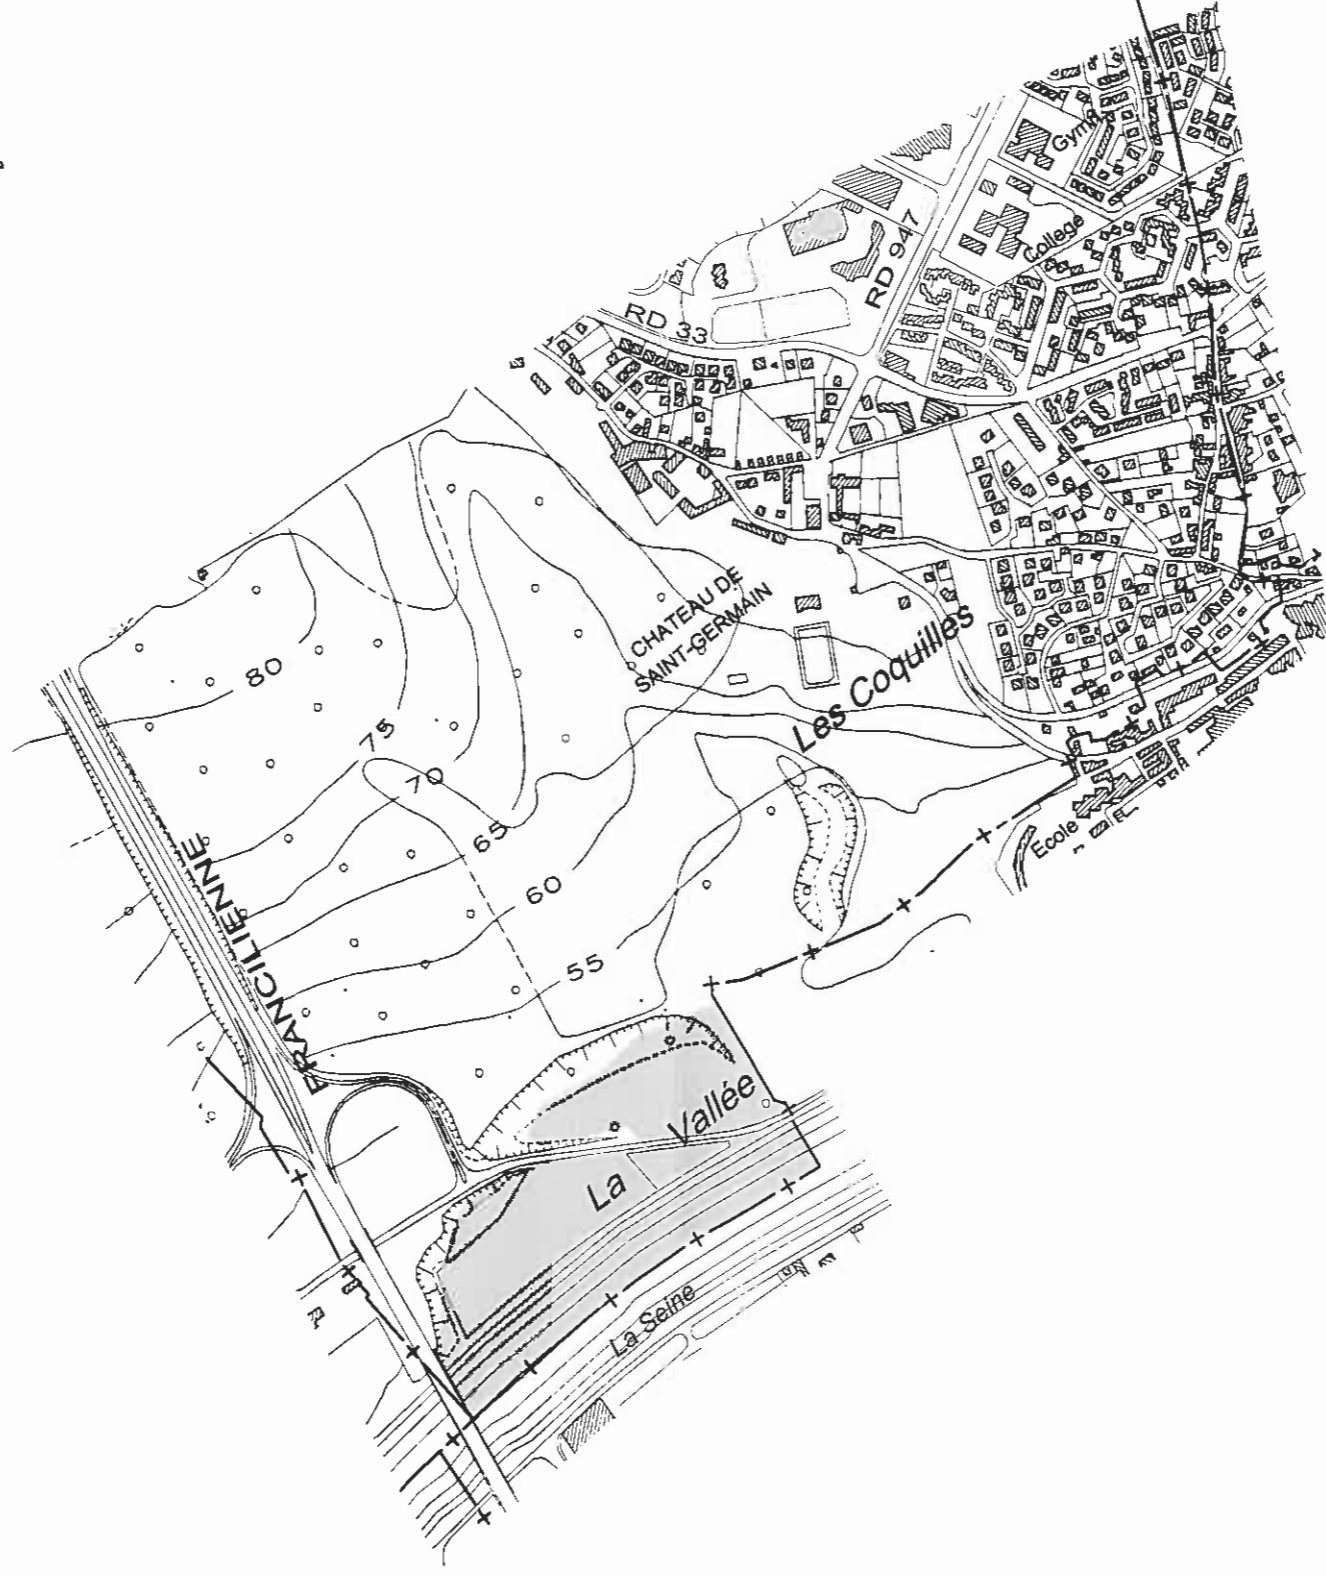 Gymn
College
RD 947
RD 33
CHATEAU DE
SAINT-GERMAIN
Les Coquilles
80
75
70
65
60
55
Ecole
FRANCILIENNE
La Vallée
La Seine